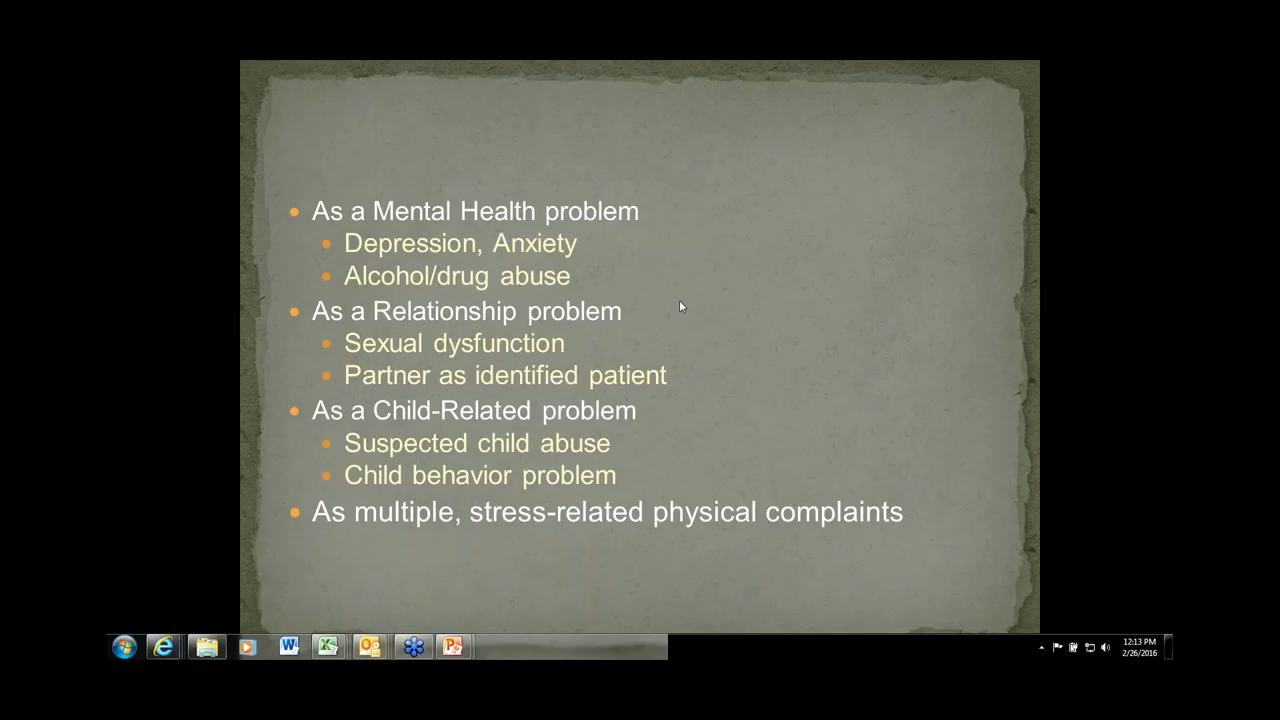 As a Mental Health problem
Depression, Anxiety
Alcohol/drug abuse
As a Relationship problem
Sexual dysfunction
Partner as identified patient
As a Child-Related problem
Suspected child abuse
Child behavior problem
As multiple, stress-related physical complaints
12:13 PM
2/26/2016